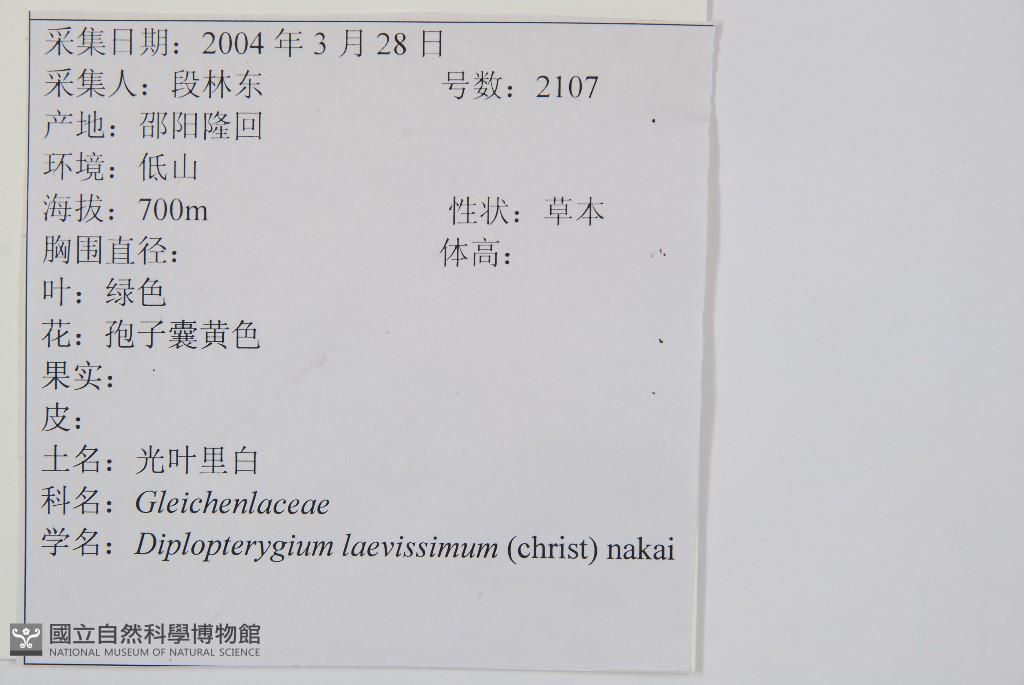 采集日期：2004 年 3 月 28 日
采集人：段林东 号数：2107
产地：邵阳隆回
环境：低山
海拔：700m 性状：草本
胸围直径： 体高：
叶：绿色
花：孢子囊黄色
果实：
皮：
土名：光叶里白
科名：Gleichenlaceae
学名：Diplopterygium laevissimum (christ) nakai
國立自然科學博物館
NATIONAL MUSEUM OF NATURAL SCIENCE